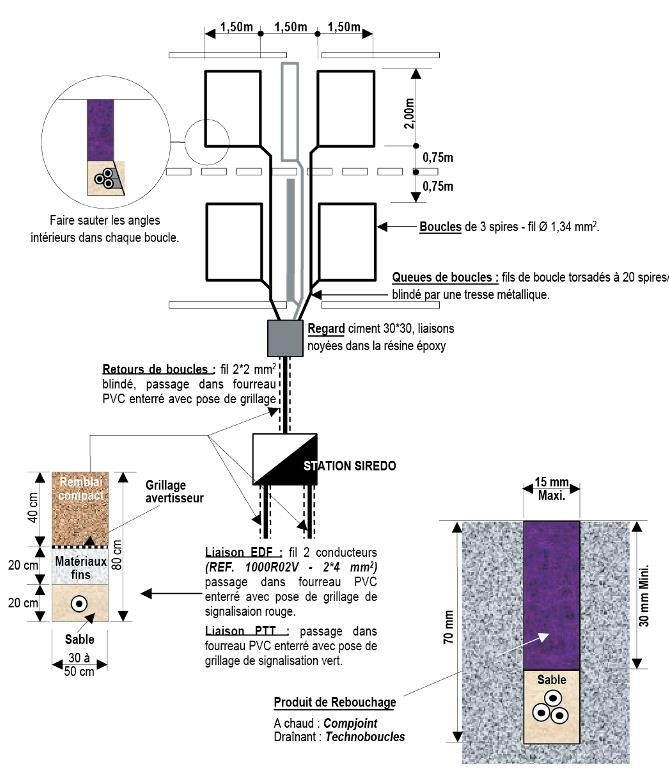 1,50m 1,50m 1,50m
2,00m
0,75m
0,75m
Faire sauter les angles
intérieurs dans chaque boucle.
Boucles de 3 spires - fil Ø 1,34 mm².
Queues de boucles : fils de boucle torsadés à 20 spires/
blindé par une tresse métallique.
Regard ciment 30*30, liaisons
noyées dans la résine époxy
Retours de boucles : fil 2*2 mm²
blindé, passage dans fourreau
PVC enterré avec pose de grillage
STATION SIREDO
Remblai
compact
Grillage
avertisseur
Matériaux
fins
40 cm
20 cm
20 cm
80 cm
Sable
30 à
50 cm
Liaison EDF : fil 2 conducteurs
(REF. 1000R02V - 2*4 mm²)
passage dans fourreau PVC
enterré avec pose de grillage de
signalisaion rouge.
Liaison PTT : passage dans
fourreau PVC enterré avec pose de
grillage de signalisation vert.
15 mm
Maxi.
70 mm
30 mm Mini.
Sable
Produit de Rebouchage
A chaud : Compjoint
Draînant : Technoboucles